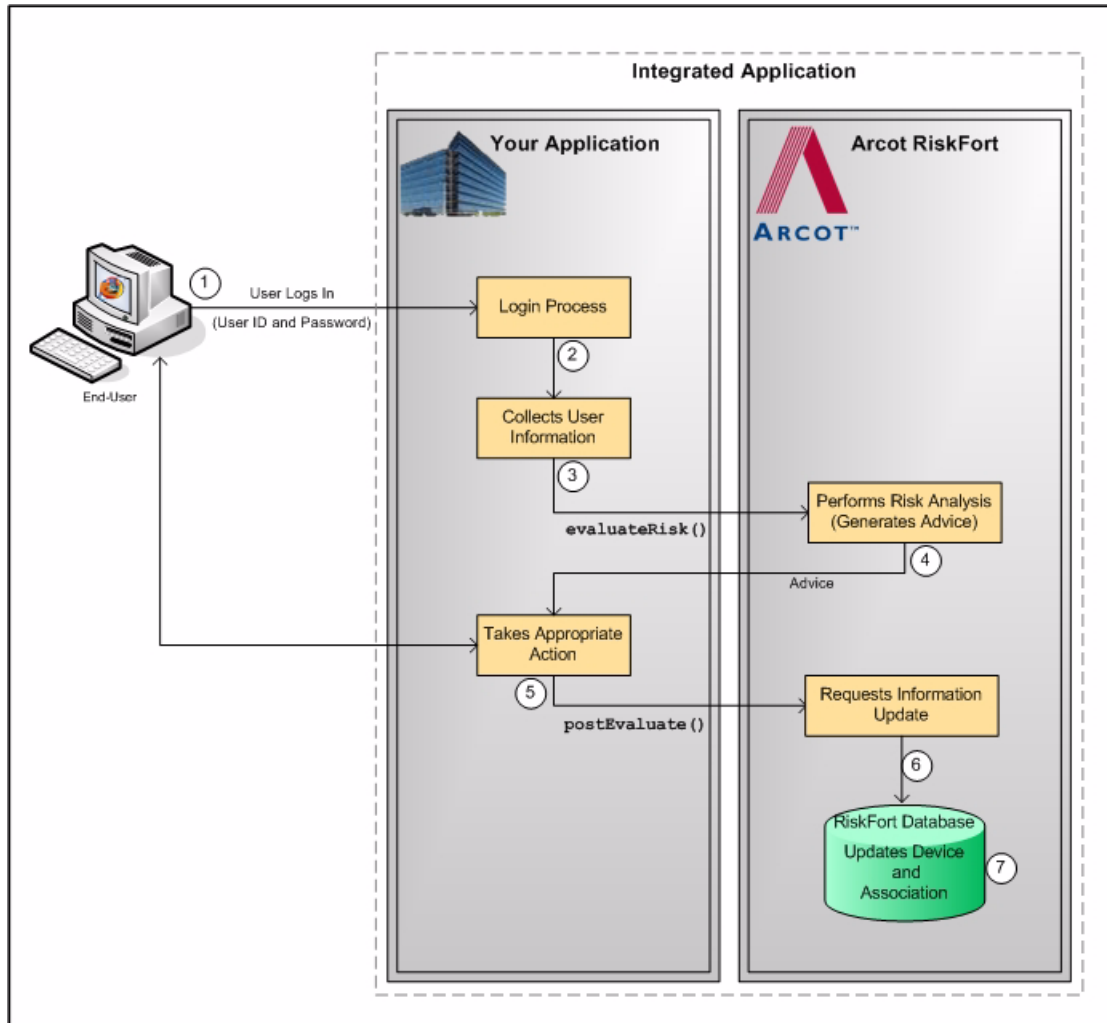 Integrated Application
Your Application
Arcot RiskFort
ARCOT™
1
User Logs In
(User ID and Password)
End-User
Login Process
2
Collects User
Information
3
evaluateRisk()
Performs Risk Analysis
(Generates Advice)
4
Advice
Takes Appropriate
Action
5
postEvaluate()
Requests Information
Update
6
RiskFort Database
Updates Device
and
Association
7